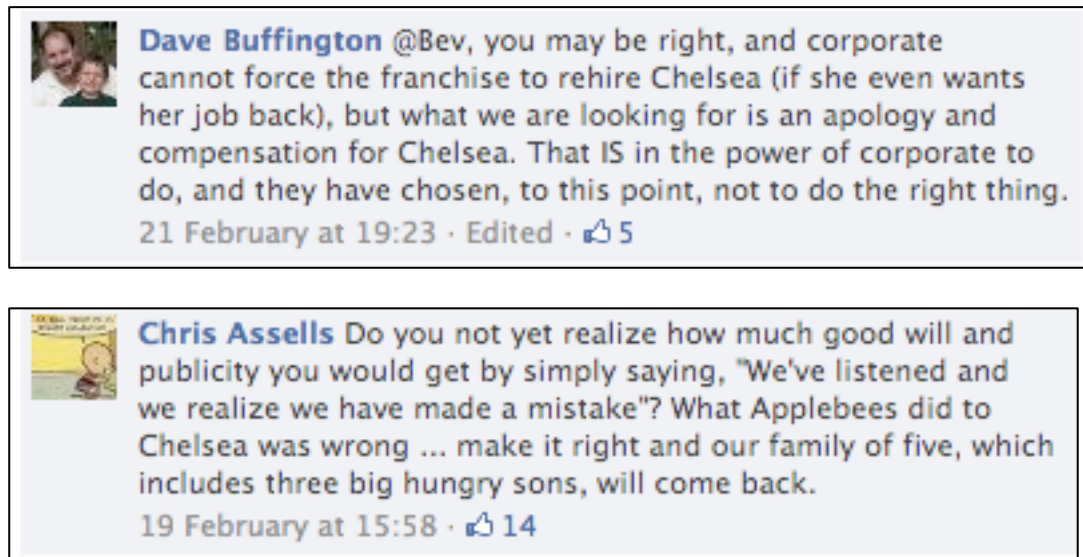 Dave Buffington @Bev, you may be right, and corporate
cannot force the franchise to rehire Chelsea (if she even wants
her job back), but what we are looking for is an apology and
compensation for Chelsea. That IS in the power of corporate to
do, and they have chosen, to this point, not to do the right thing.
21 February at 19:23 · Edited · 5
Chris Assells Do you not yet realize how much good will and
publicity you would get by simply saying, "We've listened and
we realize we have made a mistake"? What Applebees did to
Chelsea was wrong ... make it right and our family of five, which
includes three big hungry sons, will come back.
19 February at 15:58 · 14